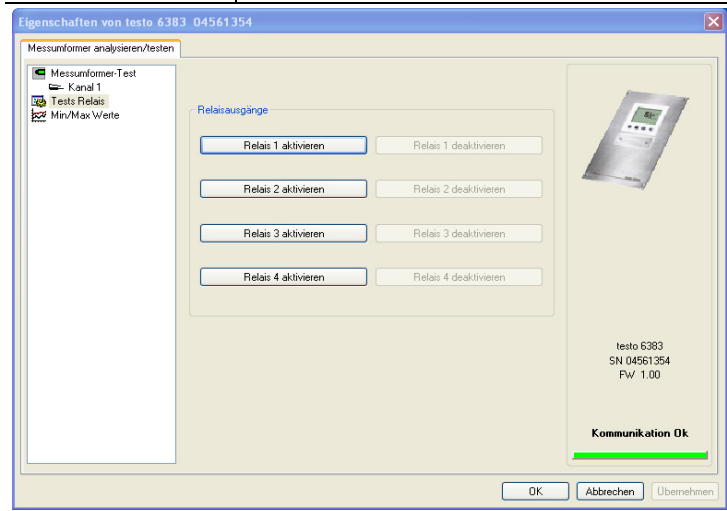 Eigenschaften von testo 6383 04561354
Messumformer analysieren/testen
Messumformer-Test
Kanal 1
Tests Relais
Min/Max Werte
Relaisausgänge
Relais 1 aktivieren
Relais 1 deaktivieren
Relais 2 aktivieren
Relais 2 deaktivieren
Relais 3 aktivieren
Relais 3 deaktivieren
Relais 4 aktivieren
Relais 4 deaktivieren
testo 6383
SN 04561354
FW 1.00
Kommunikation Ok
OK
Abbrechen
Übernehmen